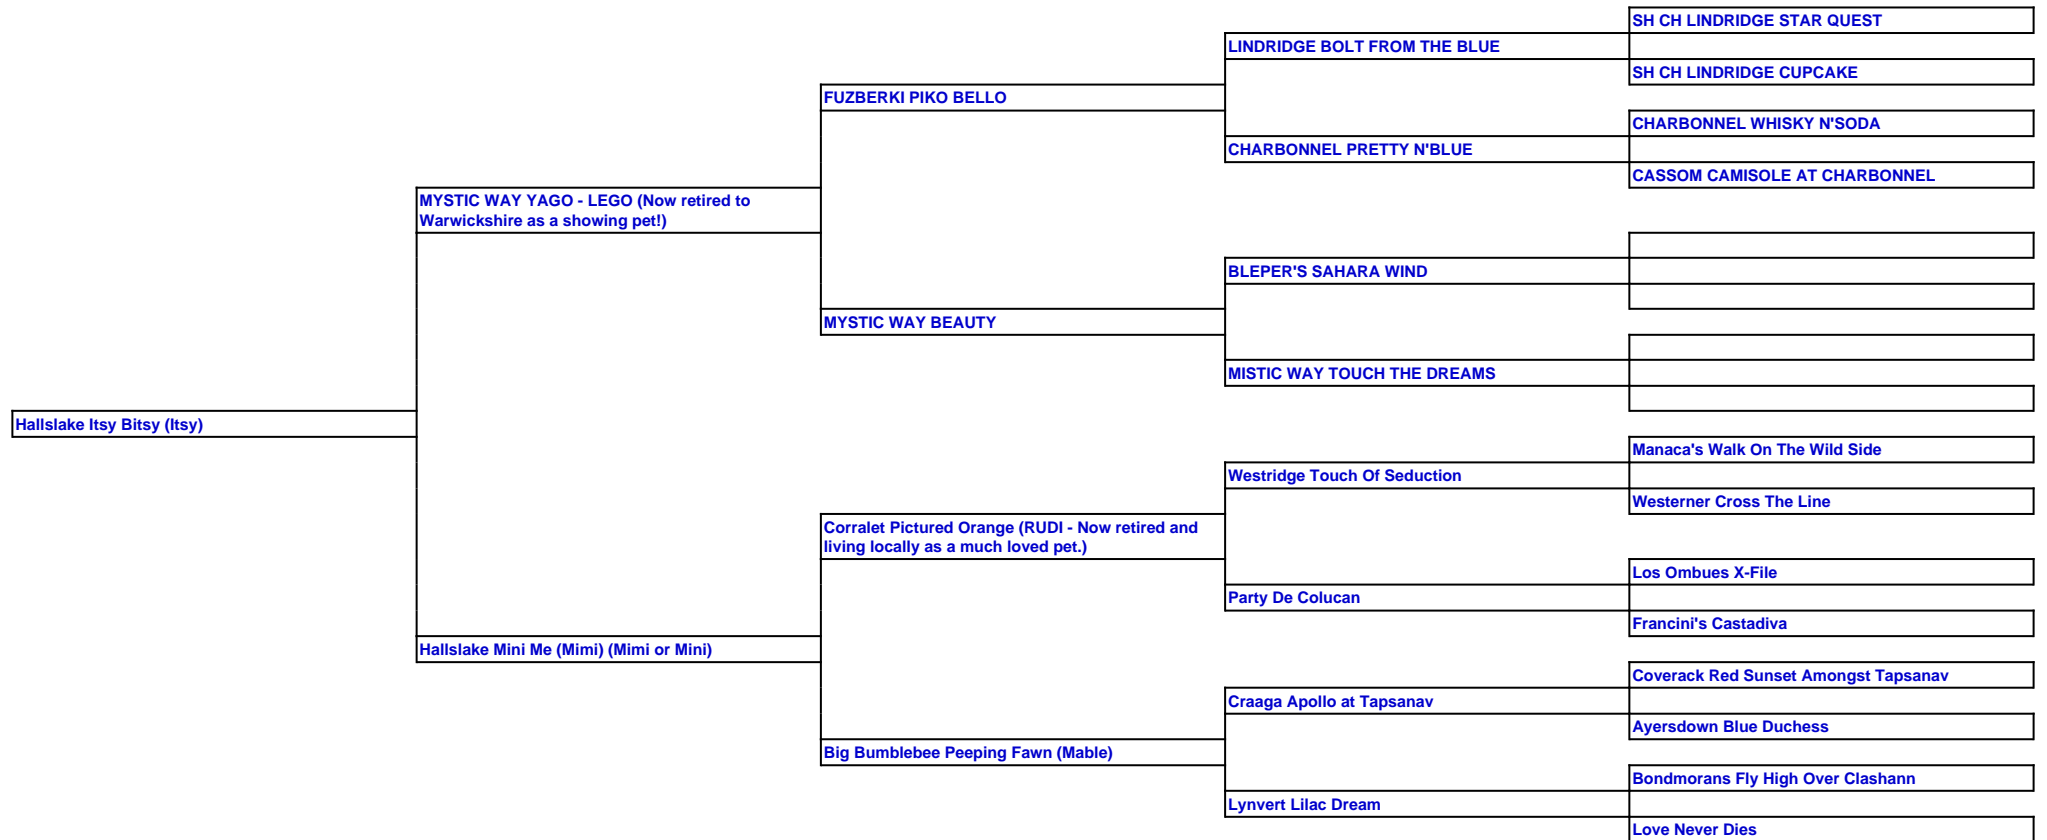 SH CH LINDRIDGE STAR QUEST
LINDRIDGE BOLT FROM THE BLUE
SH CH LINDRIDGE CUPCAKE
FUZBERKI PIKO BELLO
CHARBONNEL WHISKY N'SODA
CHARBONNEL PRETTY N'BLUE
CASSOM CAMISOLE AT CHARBONNEL
MYSTIC WAY YAGO - LEGO (Now retired to
Warwickshire as a showing pet!)
BLEPER'S SAHARA WIND
MYSTIC WAY BEAUTY
MISTIC WAY TOUCH THE DREAMS
Hallslake Itsy Bitsy (Itsy)
Manaca's Walk On The Wild Side
Westridge Touch Of Seduction
Westerner Cross The Line
Corralet Pictured Orange (RUDI - Now retired and
living locally as a much loved pet.)
Los Ombues X-File
Party De Colucan
Francini's Castadiva
Hallslake Mini Me (Mimi) (Mimi or Mini)
Coverack Red Sunset Amongst Tapsanav
Craaga Apollo at Tapsanav
Ayersdown Blue Duchess
Big Bumblebee Peeping Fawn (Mable)
Bondmorans Fly High Over Clashann
Lynvert Lilac Dream
Love Never Dies